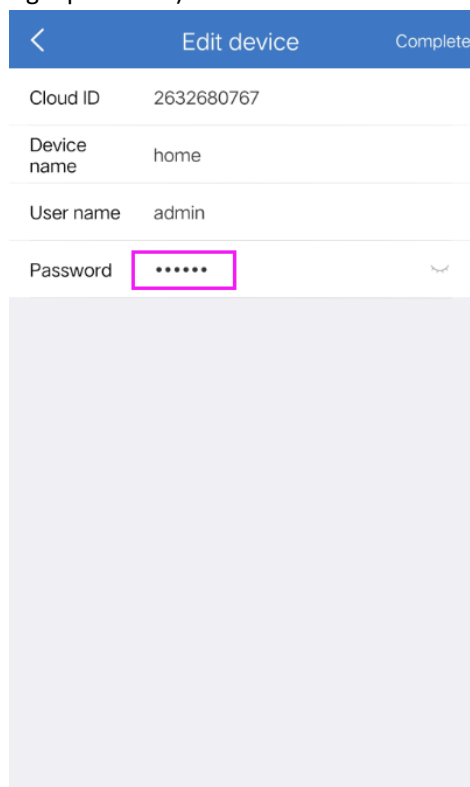 Edit device
Complete
Cloud ID 2632680767
Device
name
home
User name admin
Password ••••••